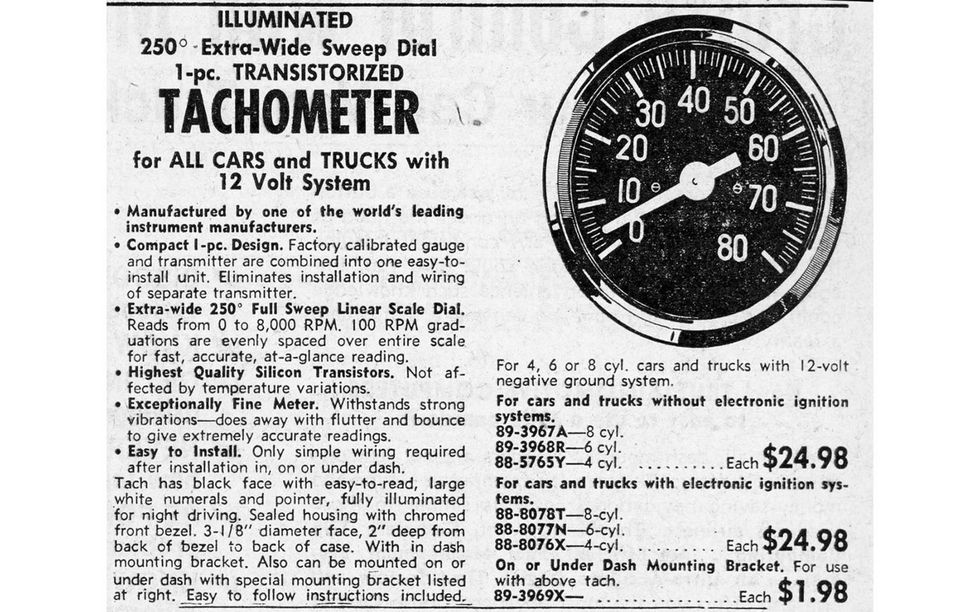 ILLUMINATED
250° Extra-Wide Sweep Dial
1-pc. TRANSISTORIZED
TACHOMETER
for ALL CARS and TRUCKS with
12 Volt System
• Manufactured by one of the world's leading
instrument manufacturers.
• Compact 1-pc. Design. Factory calibrated gauge
and transmitter are combined into one easy-to-
install unit. Eliminates installation and wiring
of separate transmitter.
• Extra-wide 250° Full Sweep Linear Scale Dial.
Reads from 0 to 8,000 RPM. 100 RPM grad-
uations are evenly spaced over entire scale
for fast, accurate, at-a-glance reading.
• Highest Quality Silicon Transistors. Not af-
fected by temperature variations.
• Exceptionally Fine Meter. Withstands strong
vibrations—does away with flutter and bounce
to give extremely accurate readings.
• Easy to Install. Only simple wiring required
after installation in, on or under dash.
Tach has black face with easy-to-read, large
white numerals and pointer, fully illuminated
for night driving. Sealed housing with chromed
front bezel. 3-1/8" diameter face, 2" deep from
back of bezel to back of case. With in dash
mounting bracket. Also can be mounted on or
under dash with special mounting bracket listed
at right. Easy to follow instructions included.
0
10
20
30
40
50
60
70
80
For 4, 6 or 8 cyl. cars and trucks with 12-volt
negative ground system.
For cars and trucks without electronic ignition
systems.
89-3967A—8 cyl.
89-3968R—6 cyl.
88-5765Y—4 cyl. ..........Each $24.98
For cars and trucks with electronic ignition sys-
tems.
88-8078T—8-cyl.
88-8077N—6-cyl.
88-8076X—4-cyl. ..........Each $24.98
On or Under Dash Mounting Bracket. For use
with above tach.
89-3969X— ................Each $1.98